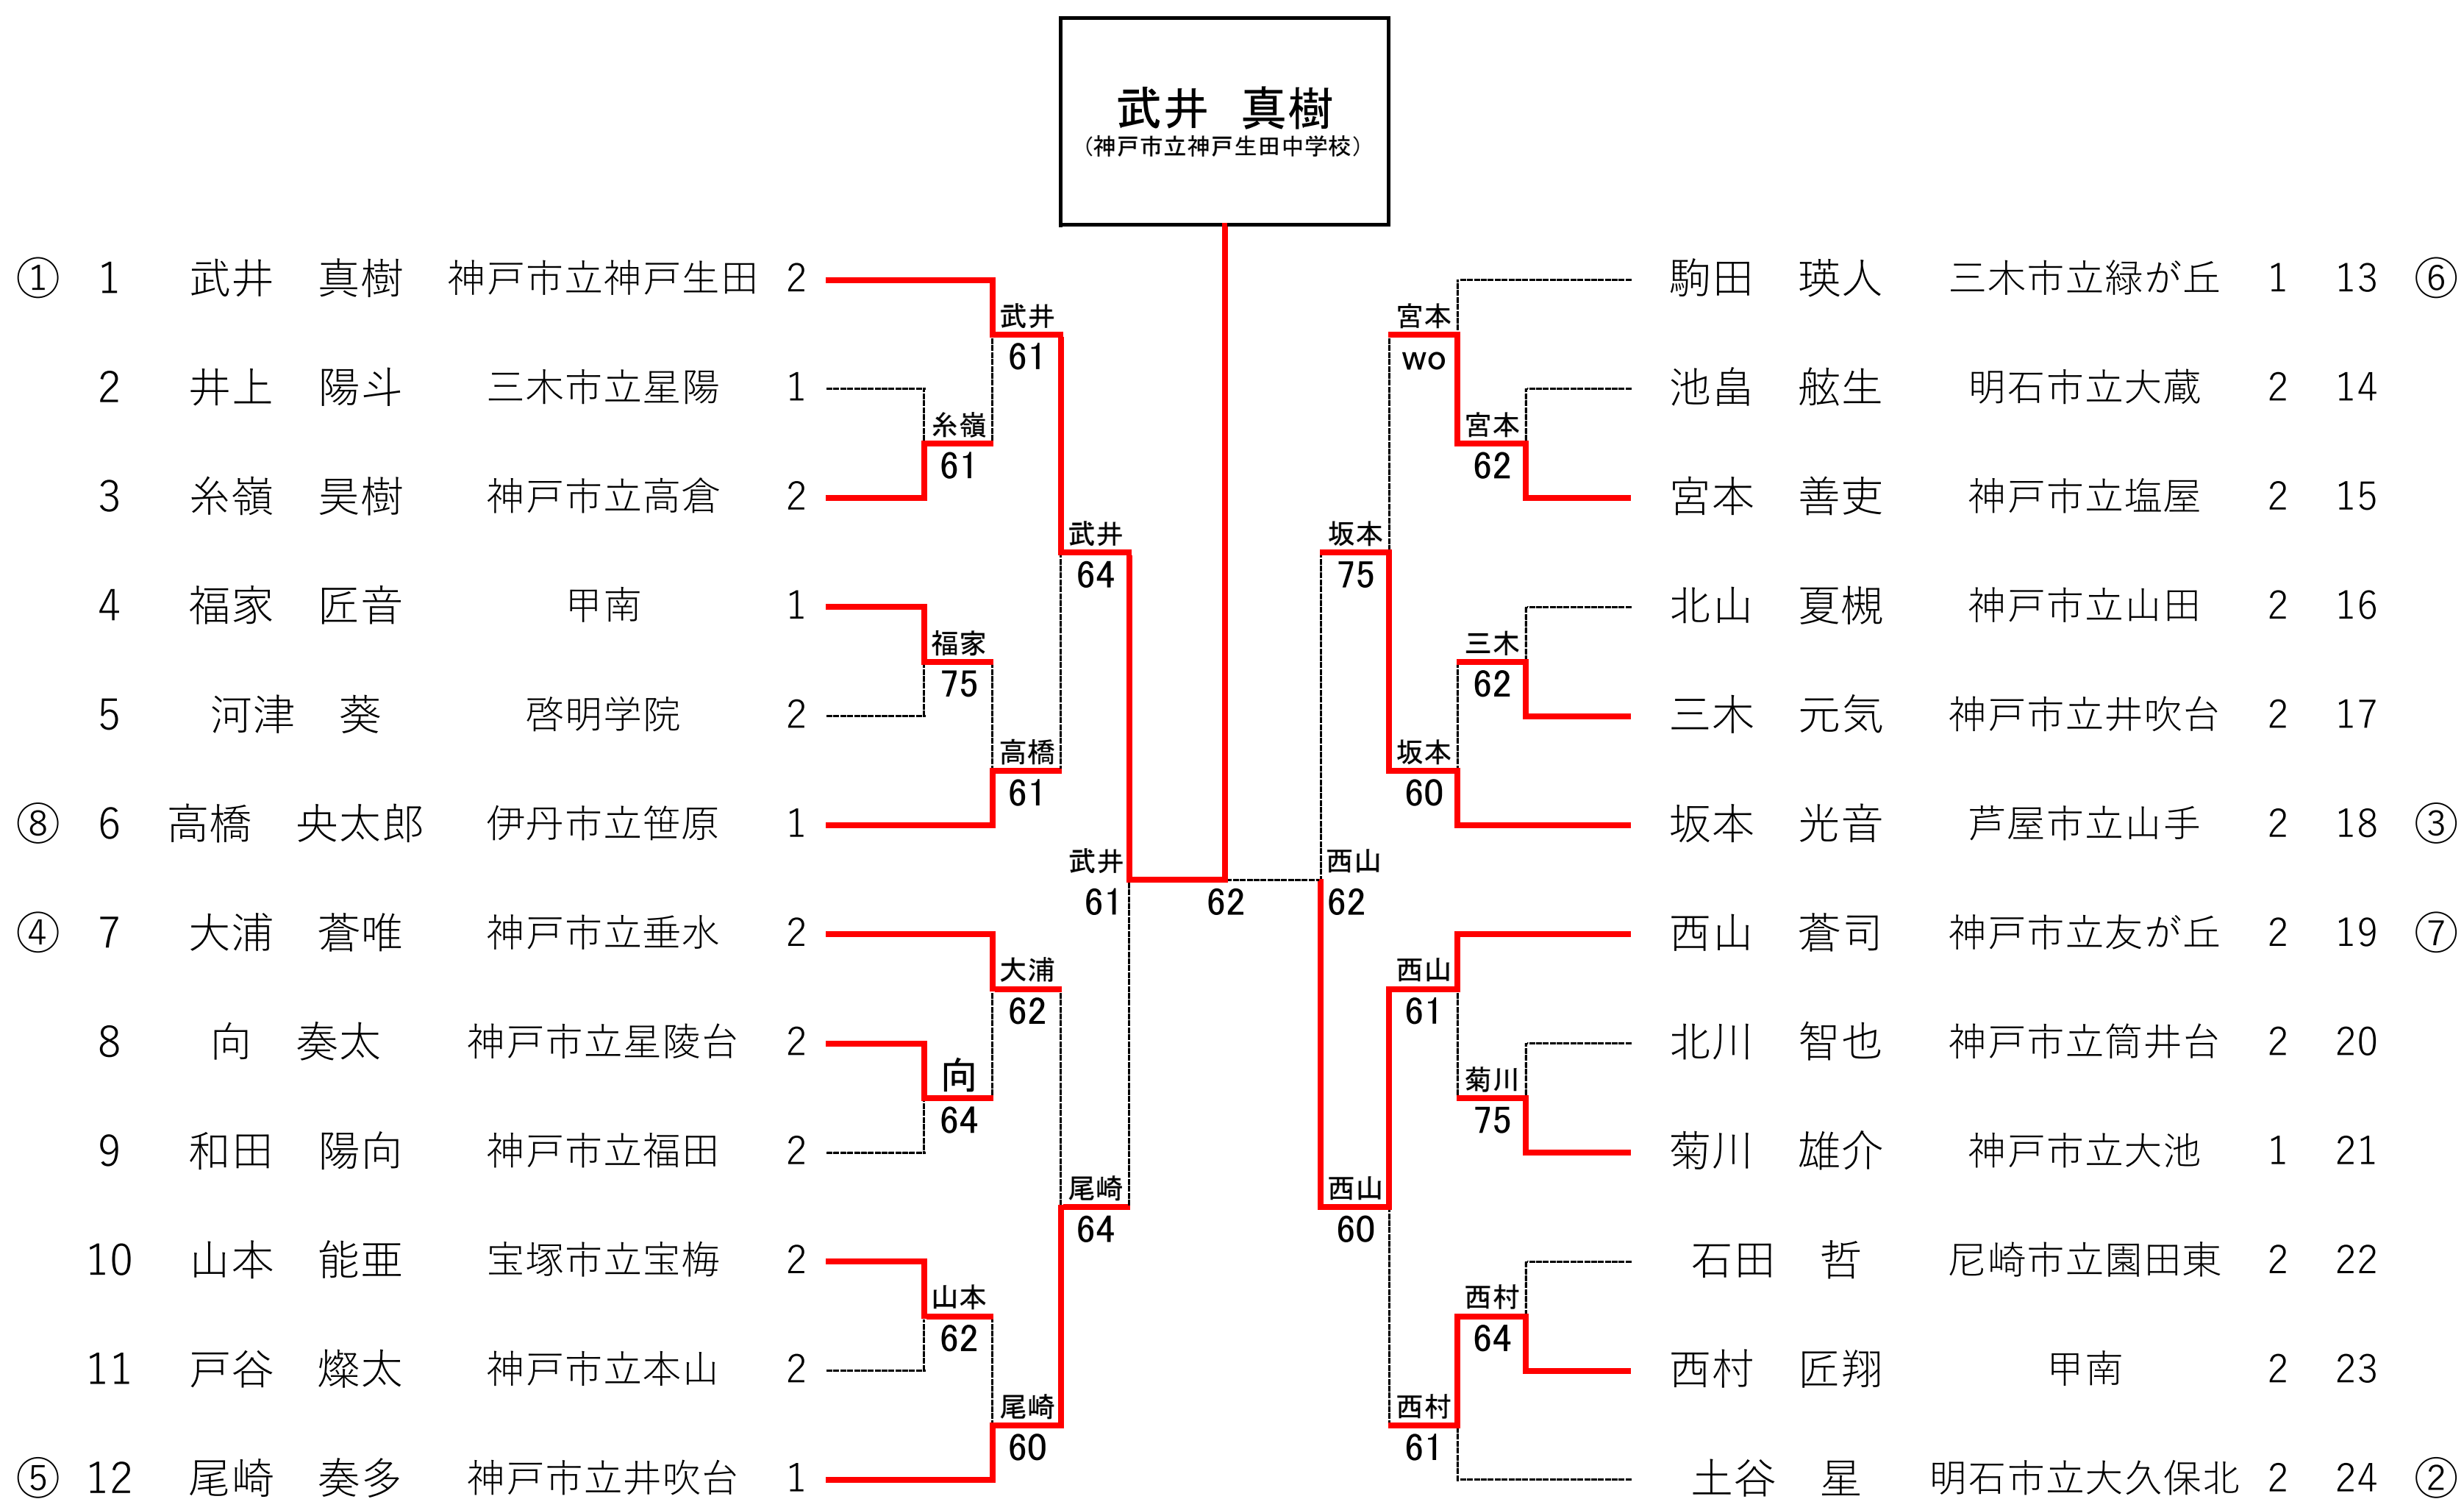 武井 真樹
(神戸市立神戸生田中学校)
① 1 武井 真樹 神戸市立神戸生田 2
2 井上 陽斗 三木市立星陽 1
3 糸嶺 昊樹 神戸市立高倉 2
4 福家 匠音 甲南 1
5 河津 葵 啓明学院 2
⑧ 6 高橋 央太郎 伊丹市立笹原 1
④ 7 大浦 蒼唯 神戸市立垂水 2
8 向 奏太 神戸市立星陵台 2
9 和田 陽向 神戸市立福田 2
10 山本 能亜 宝塚市立宝梅 2
11 戸谷 燦太 神戸市立本山 2
⑤ 12 尾崎 奏多 神戸市立井吹台 1
糸嶺
61
福家
75
向
64
山本
62
武井
61
高橋
61
大浦
62
尾崎
60
武井
64
尾崎
64
武井
61
62
西山
62
坂本
75
西山
60
宮本
wo
坂本
60
西山
61
西村
61
宮本
62
三木
62
菊川
75
西村
64
駒田 瑛人 三木市立緑が丘 1 13 ⑥
池畠 舷生 明石市立大蔵 2 14
宮本 善吏 神戸市立塩屋 2 15
北山 夏槻 神戸市立山田 2 16
三木 元気 神戸市立井吹台 2 17
坂本 光音 芦屋市立山手 2 18 ③
西山 蒼司 神戸市立友が丘 2 19 ⑦
北川 智也 神戸市立筒井台 2 20
菊川 雄介 神戸市立大池 1 21
石田 哲 尼崎市立園田東 2 22
西村 匠翔 甲南 2 23
土谷 星 明石市立大久保北 2 24 ②